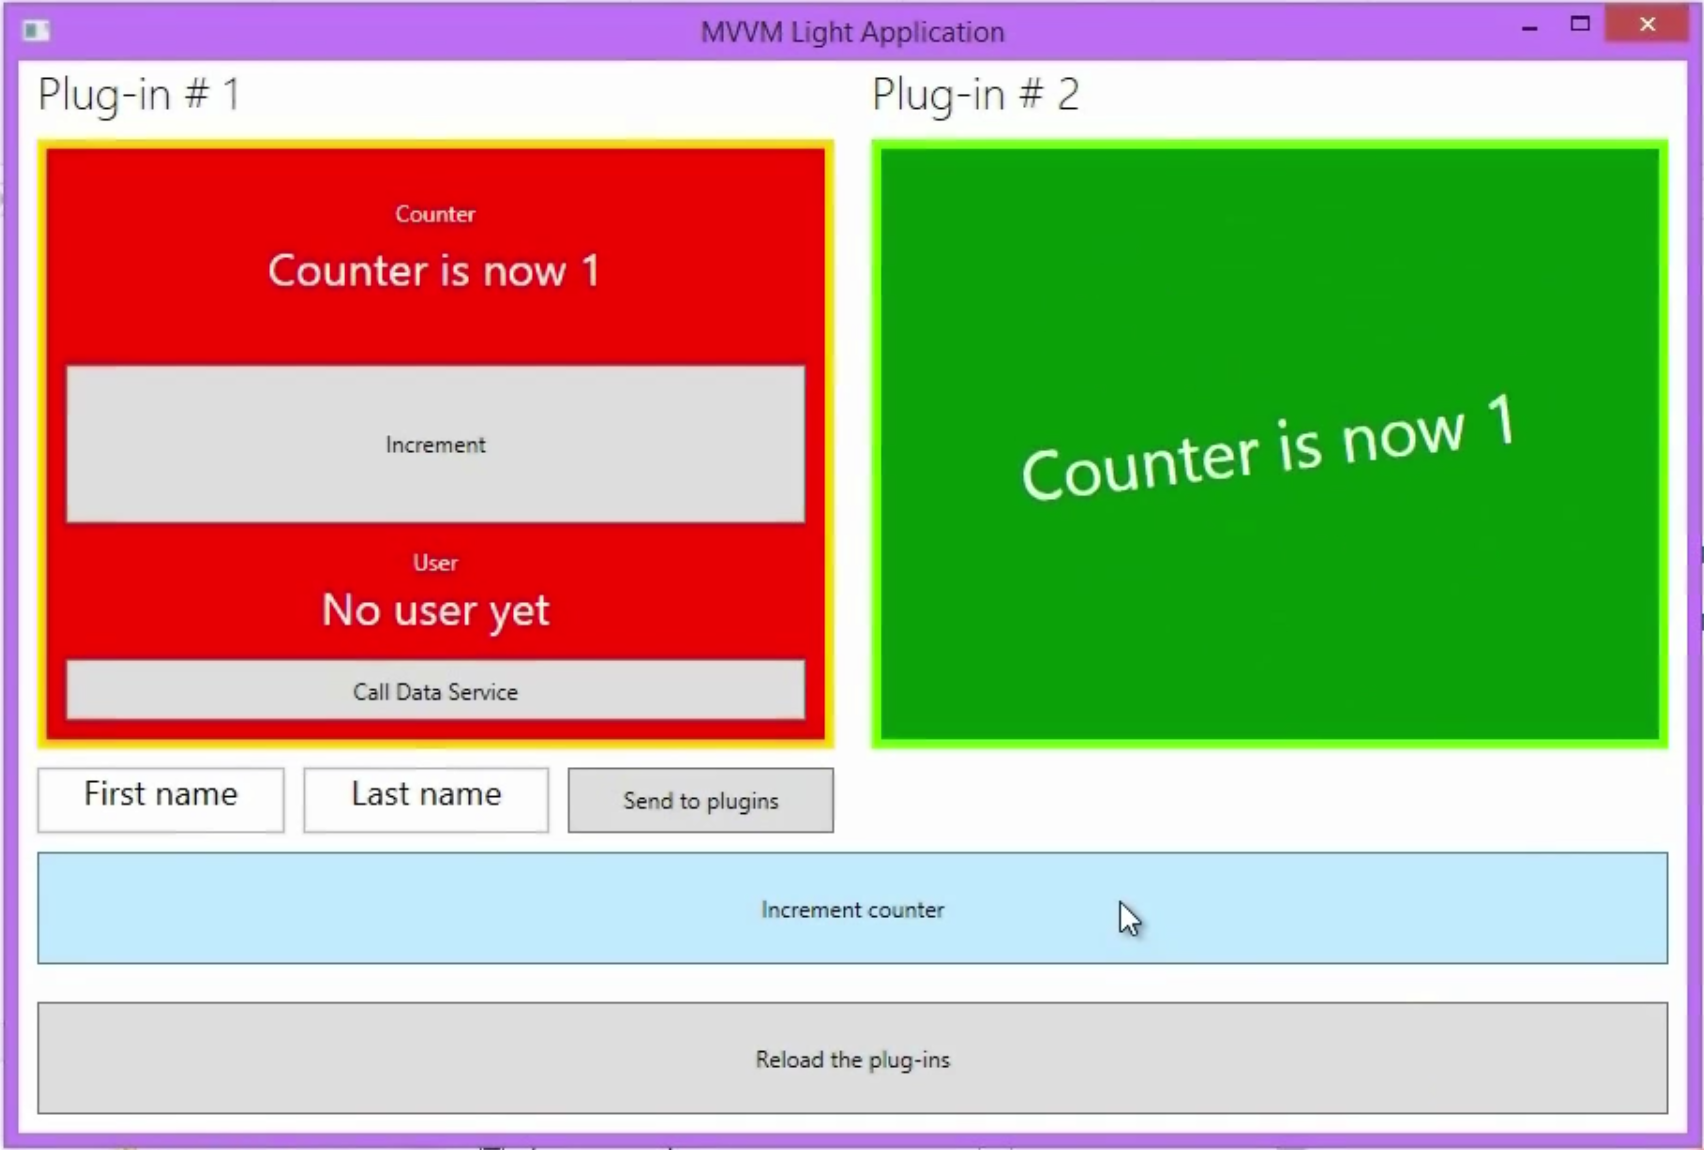 MVVM Light Application
Plug-in # 1
Plug-in # 2
Counter
Counter is now 1
Increment
User
No user yet
Call Data Service
Counter is now 1
First name
Last name
Send to plugins
Increment counter
Reload the plug-ins